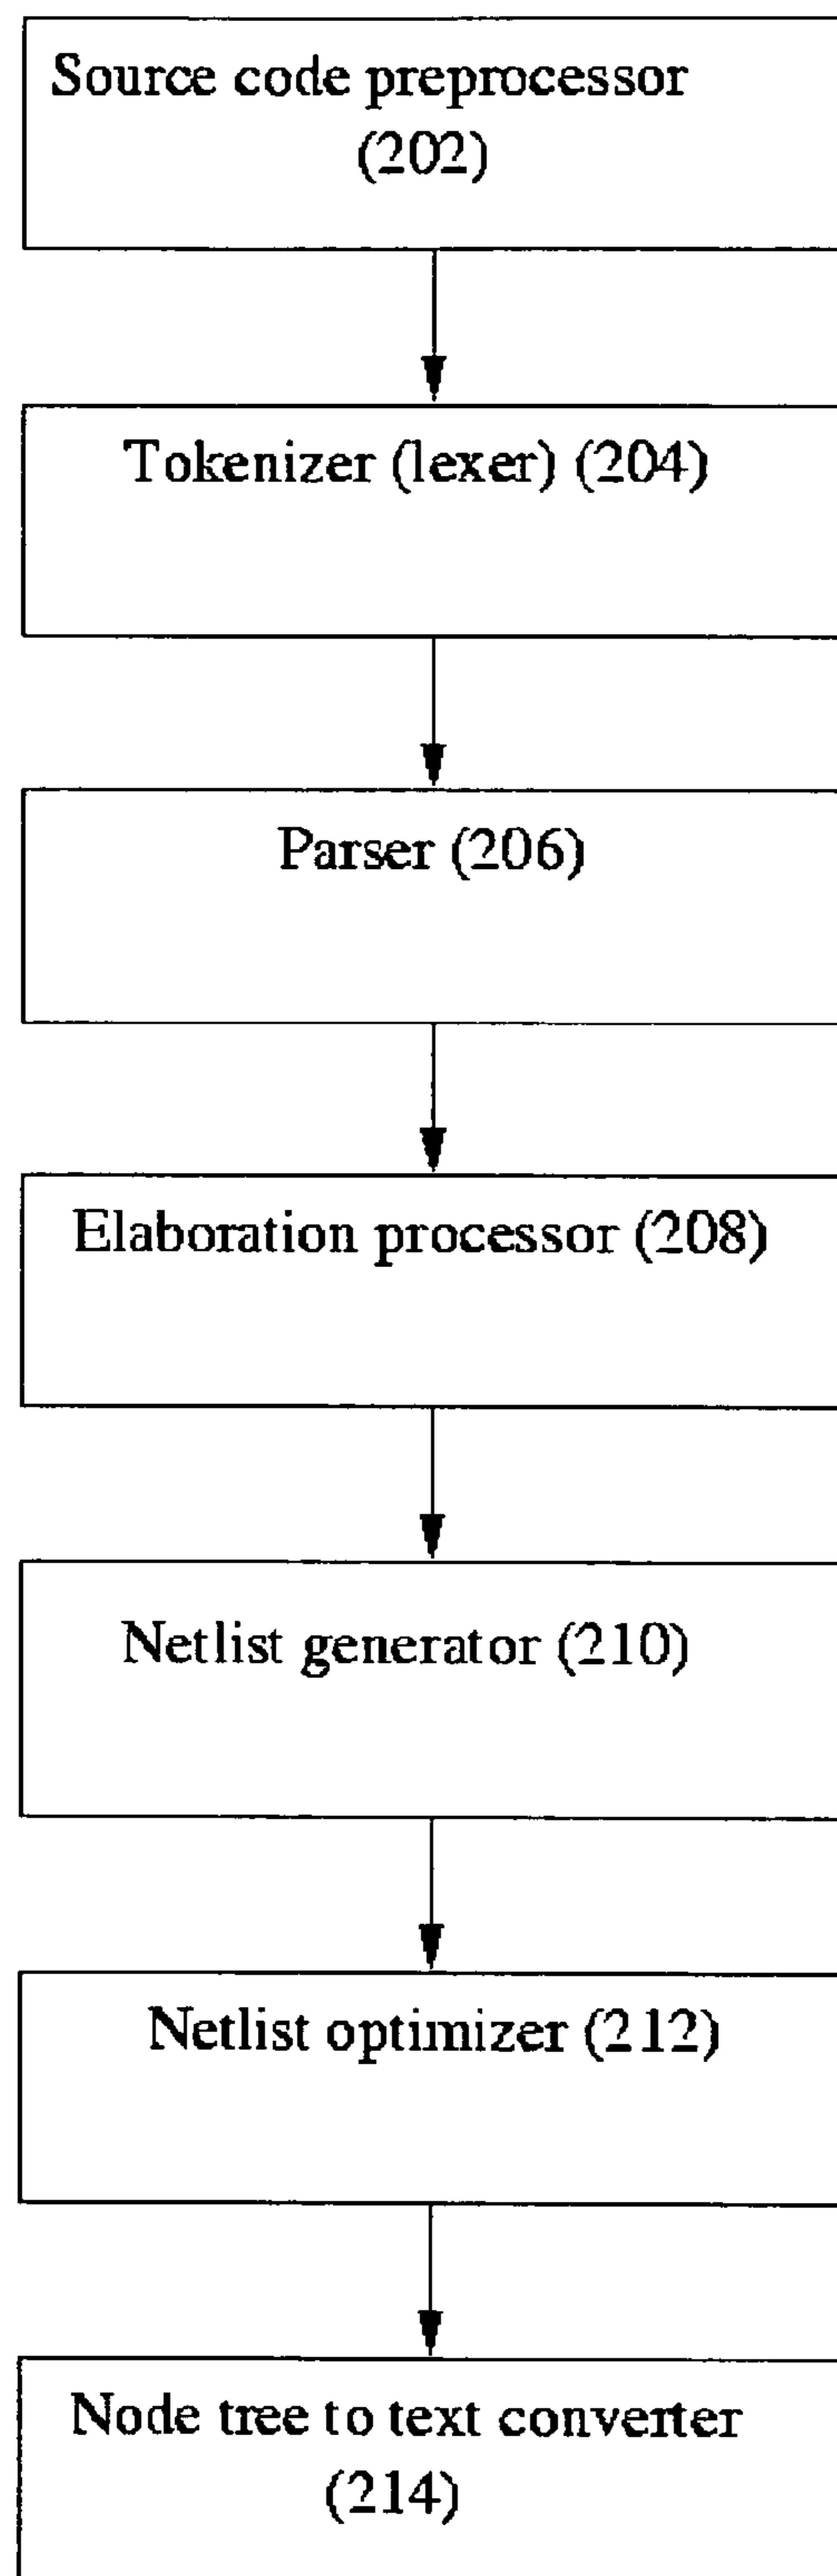 Source code preprocessor
(202)
Tokenizer (lexer) (204)
Parser (206)
Elaboration processor (208)
Netlist generator (210)
Netlist optimizer (212)
Node tree to text converter
(214)